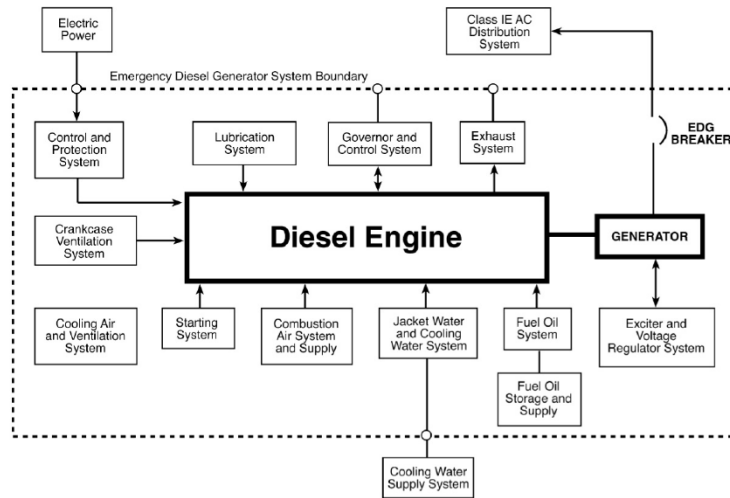 Electric
Power
Class IE AC
Distribution
System
Emergency Diesel Generator System Boundary
EDG
BREAKER
Control and
Protection
System
Lubrication
System
Governor and
Control System
Exhaust
System
Crankcase
Ventilation
System
Diesel Engine
GENERATOR
Cooling Air
and Ventilation
System
Starting
System
Combustion
Air System
and Supply
Jacket Water
and Cooling
Water System
Fuel Oil
System
Exciter and
Voltage
Regulator System
Fuel Oil
Storage and
Supply
Cooling Water
Supply System